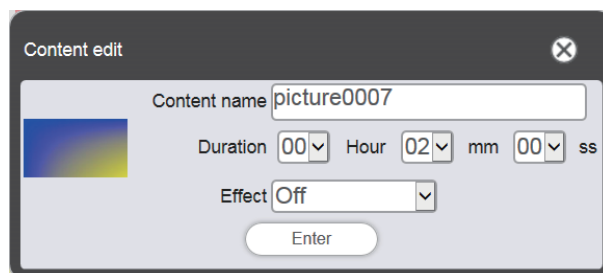 Content edit
Content name picture0007
Duration 00 Hour 02 mm 00 ss
Effect Off
Enter